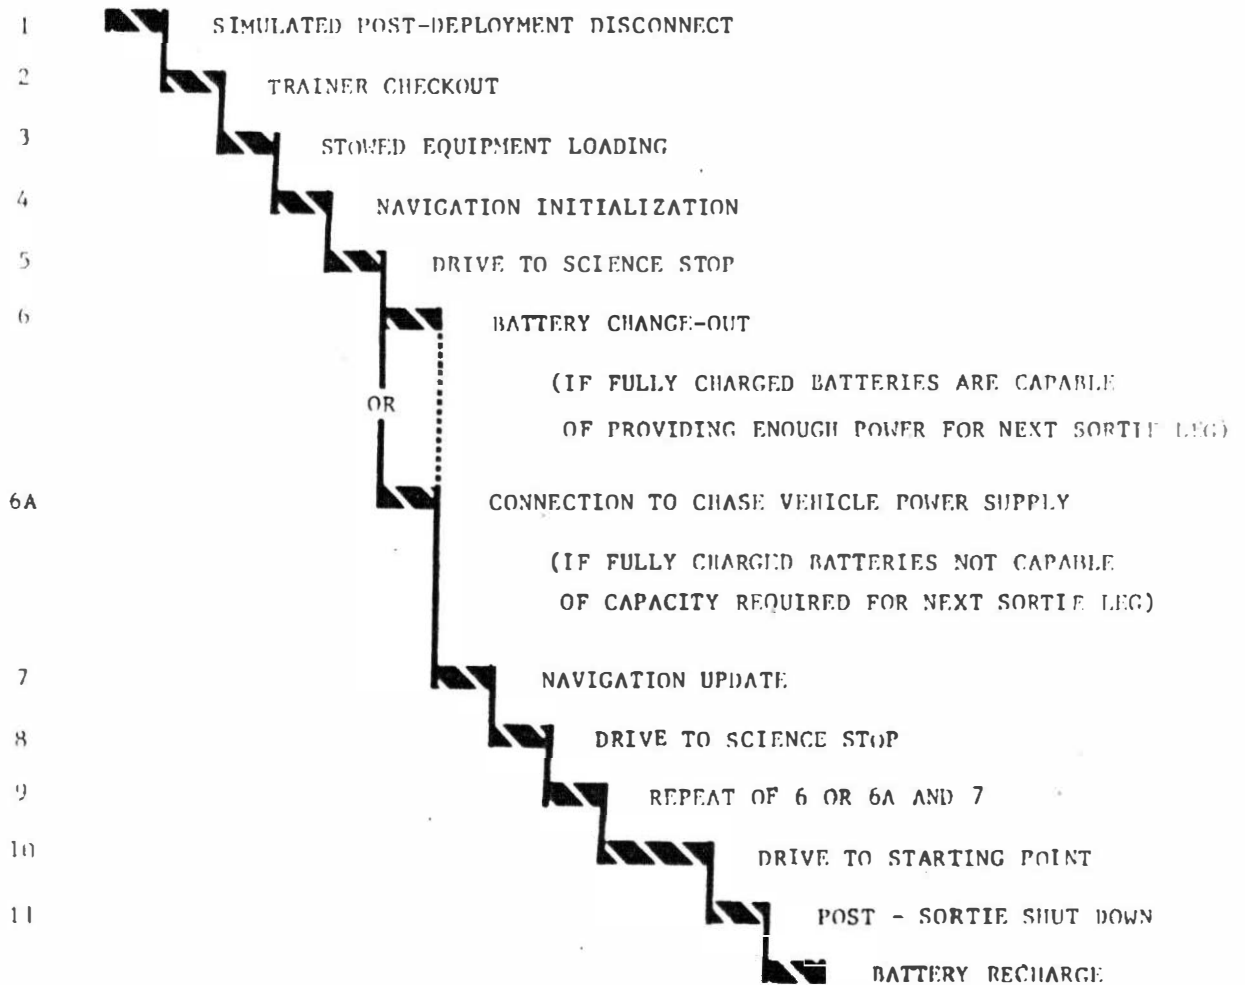 1 SIMULATED POST-DEPLOYMENT DISCONNECT
2 TRAINER CHECKOUT
3 STOWED EQUIPMENT LOADING
4 NAVIGATION INITIALIZATION
5 DRIVE TO SCIENCE STOP
6 BATTERY CHANGE-OUT
(IF FULLY CHARGED BATTERIES ARE CAPABLE
OR
OF PROVIDING ENOUGH POWER FOR NEXT SORTIE LEG)
6A CONNECTION TO CHASE VEHICLE POWER SUPPLY
(IF FULLY CHARGED BATTERIES NOT CAPABLE
OF CAPACITY REQUIRED FOR NEXT SORTIE LEG)
7 NAVIGATION UPDATE
8 DRIVE TO SCIENCE STOP
9 REPEAT OF 6 OR 6A AND 7
10 DRIVE TO STARTING POINT
11 POST - SORTIE SHUT DOWN
BATTERY RECHARGE